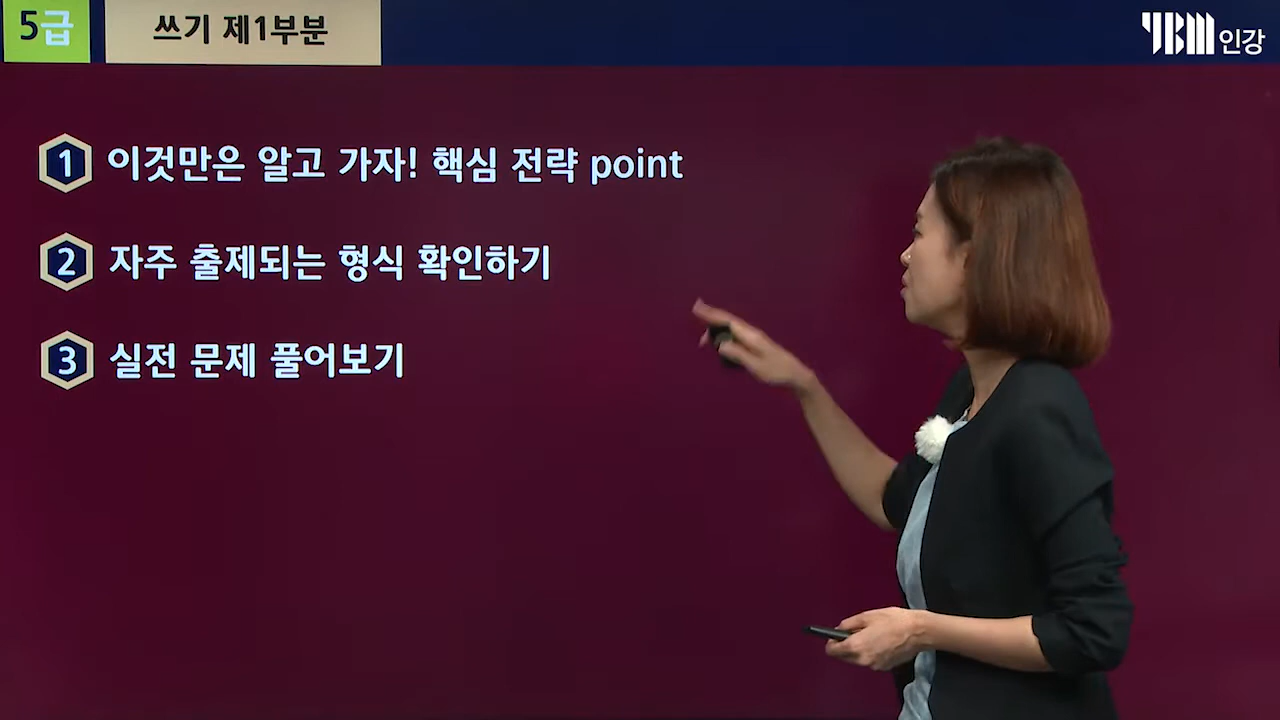 5급
쓰기 제1부분
YBM 인강
1 이것만은 알고 가자! 핵심 전략 point
2 자주 출제되는 형식 확인하기
3 실전 문제 풀어보기